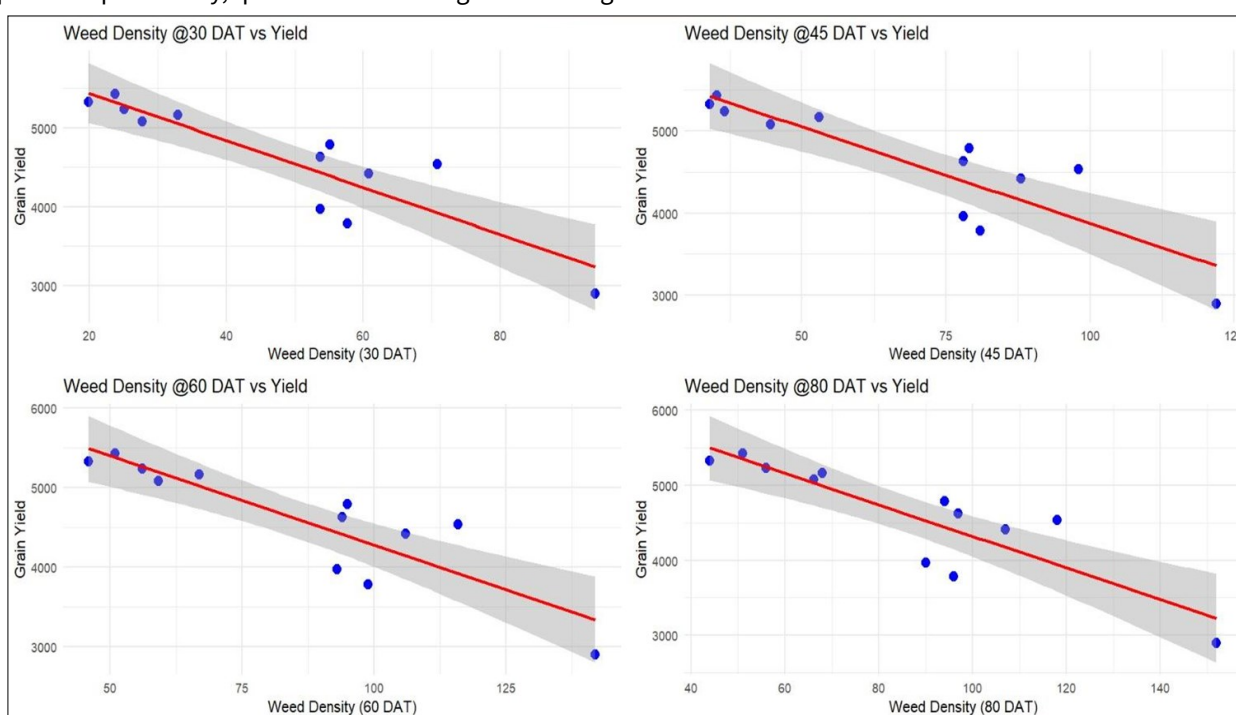 Weed Density @30 DAT vs Yield
Grain Yield
5000
4000
3000
20 40 60 80
Weed Density (30 DAT)
Weed Density @45 DAT vs Yield
Grain Yield
5000
4000
3000
50 75 100
Weed Density (45 DAT)
Weed Density @60 DAT vs Yield
Grain Yield
6000
5000
4000
3000
50 75 100 125
Weed Density (60 DAT)
Weed Density @80 DAT vs Yield
Grain Yield
6000
5000
4000
3000
40 60 80 100 120 140
Weed Density (80 DAT)